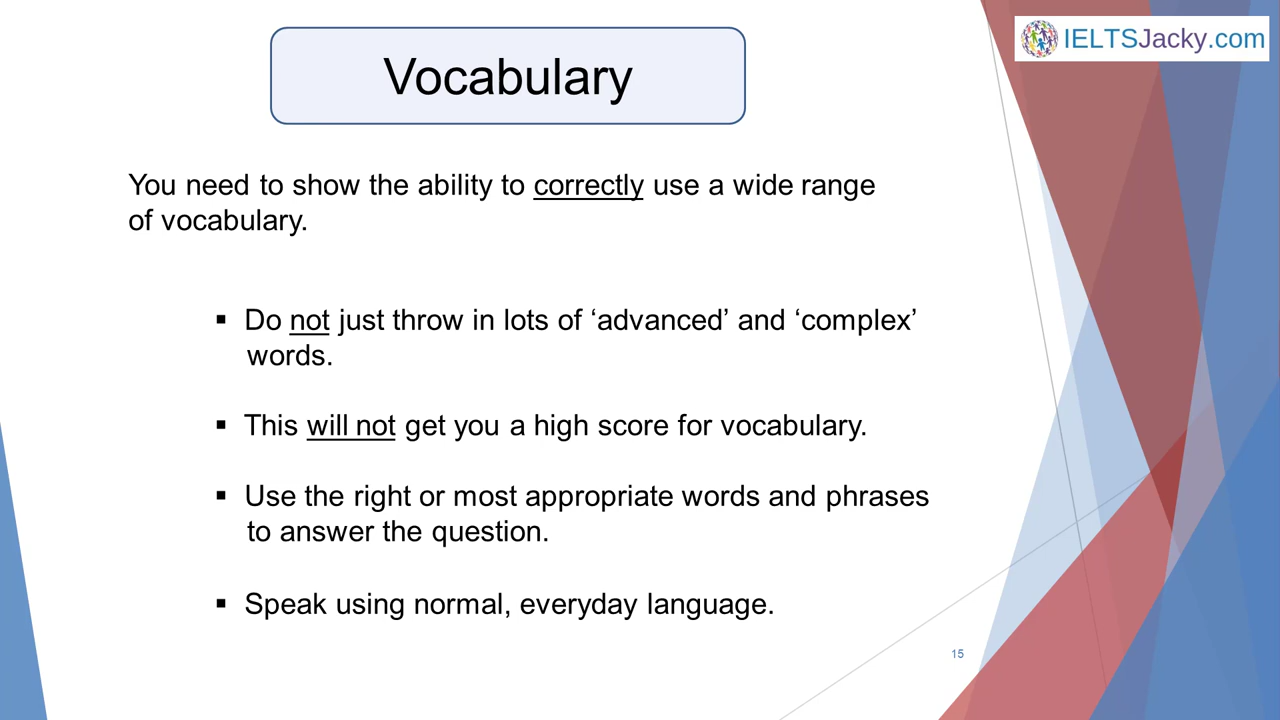 IELTSJacky.com
Vocabulary
You need to show the ability to correctly use a wide range
of vocabulary.
▪ Do not just throw in lots of ‘advanced’ and ‘complex’
words.
▪ This will not get you a high score for vocabulary.
▪ Use the right or most appropriate words and phrases
to answer the question.
▪ Speak using normal, everyday language.
15